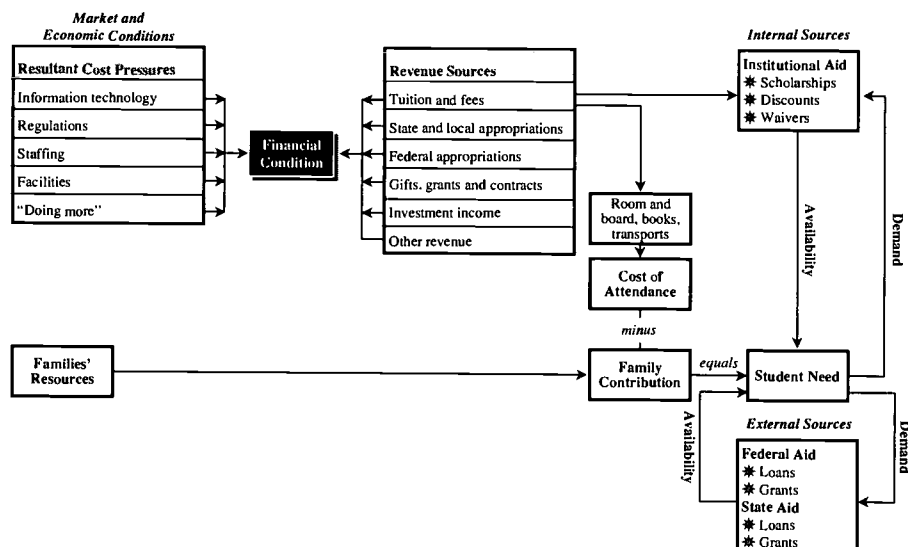 Market and
Economic Conditions
Resultant Cost Pressures
Information technology
Regulations
Staffing
Facilities
"Doing more"
Financial
Condition
Revenue Sources
Tuition and fees
State and local appropriations
Federal appropriations
Gifts, grants and contracts
Investment income
Other revenue
Internal Sources
Institutional Aid
✷ Scholarships
✷ Discounts
✷ Waivers
Room and
board, books,
transports
Cost of
Attendance
minus
Availability
Demand
Families'
Resources
Family
Contribution
equals
Student Need
Availability
External Sources
Demand
Federal Aid
✷ Loans
✷ Grants
State Aid
✷ Loans
✷ Grants